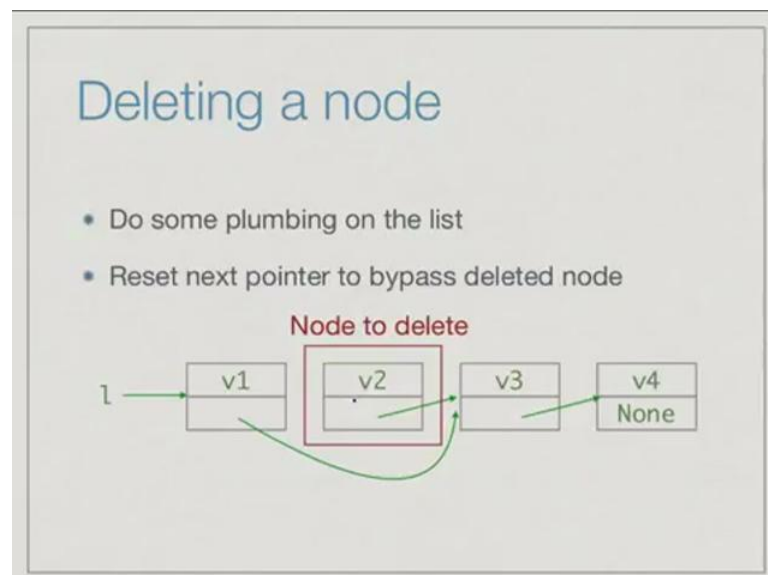 Deleting a node
• Do some plumbing on the list
• Reset next pointer to bypass deleted node
Node to delete
l v1 v2 v3 v4
None